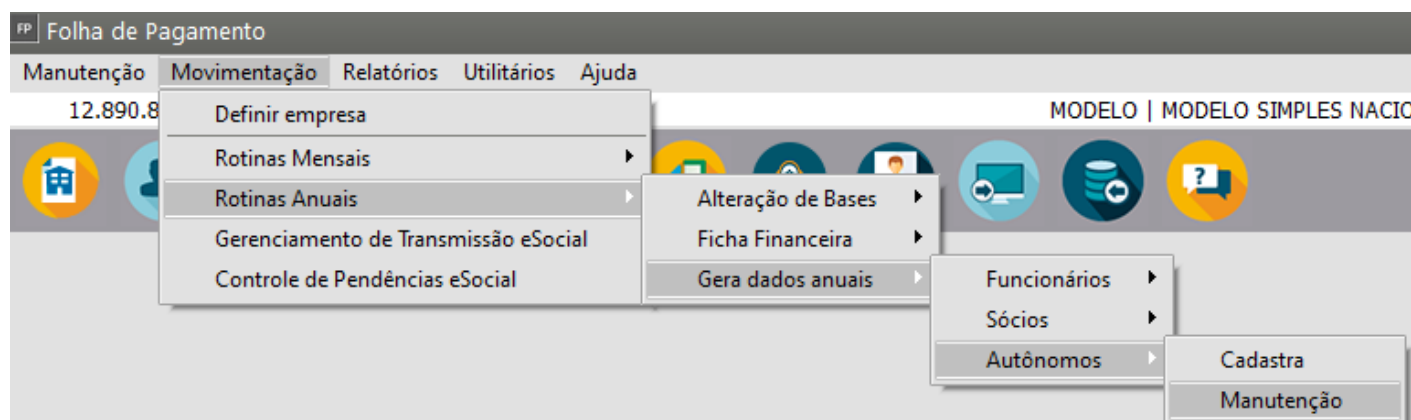 FP Folha de Pagamento
Manutenção Movimentação Relatórios Utilitários Ajuda
12.890.8 MODELO | MODELO SIMPLES NACIO
Definir empresa
Rotinas Mensais
Rotinas Anuais
Gerenciamento de Transmissão eSocial
Controle de Pendências eSocial
Alteração de Bases
Ficha Financeira
Gera dados anuais
Funcionários
Sócios
Autônomos
Cadastra
Manutenção
?